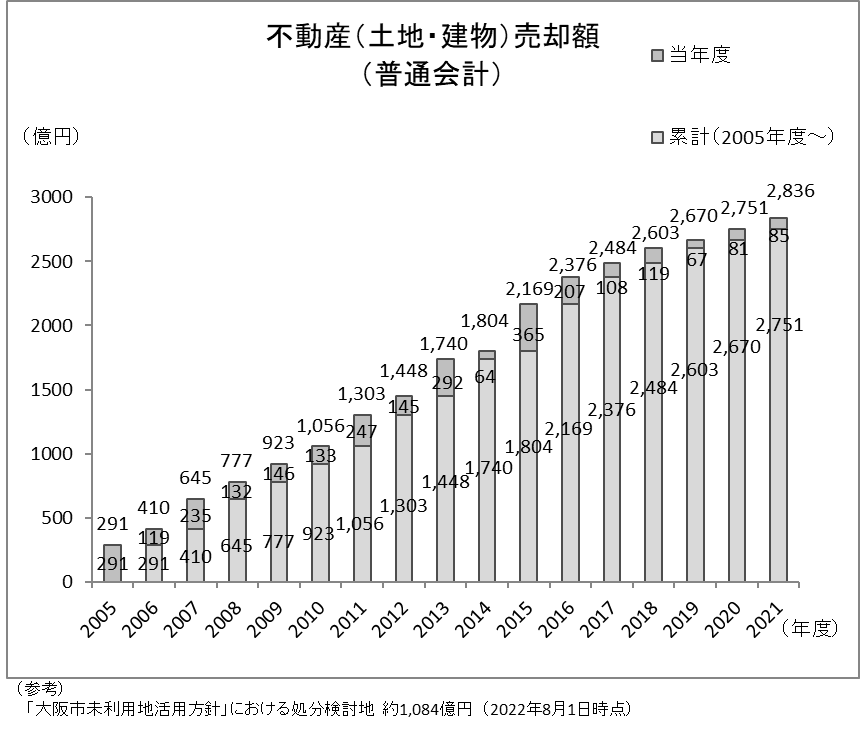 不動産（土地・建物）売却額
（普通会計）
当年度
累計（2005年度～）
（億円）
3000
2500
2000
1500
1000
500
0
291 410 645 777 923 1,056 1,303 1,448 1,740 1,804 2,169 2,376 2,484 2,603 2,670 2,751 2,836
291 119 235 132 146 133 247 145 292 64 365 207 108 119 67 81 85
291 410 645 777 923 1,056 1,303 1,448 1,740 1,804 2,169 2,376 2,484 2,603 2,670 2,751
2005 2006 2007 2008 2009 2010 2011 2012 2013 2014 2015 2016 2017 2018 2019 2020 2021 （年度）
（参考）
「大阪市未利用地活用方針」における処分検討地 約1,084億円（2022年8月1日時点）